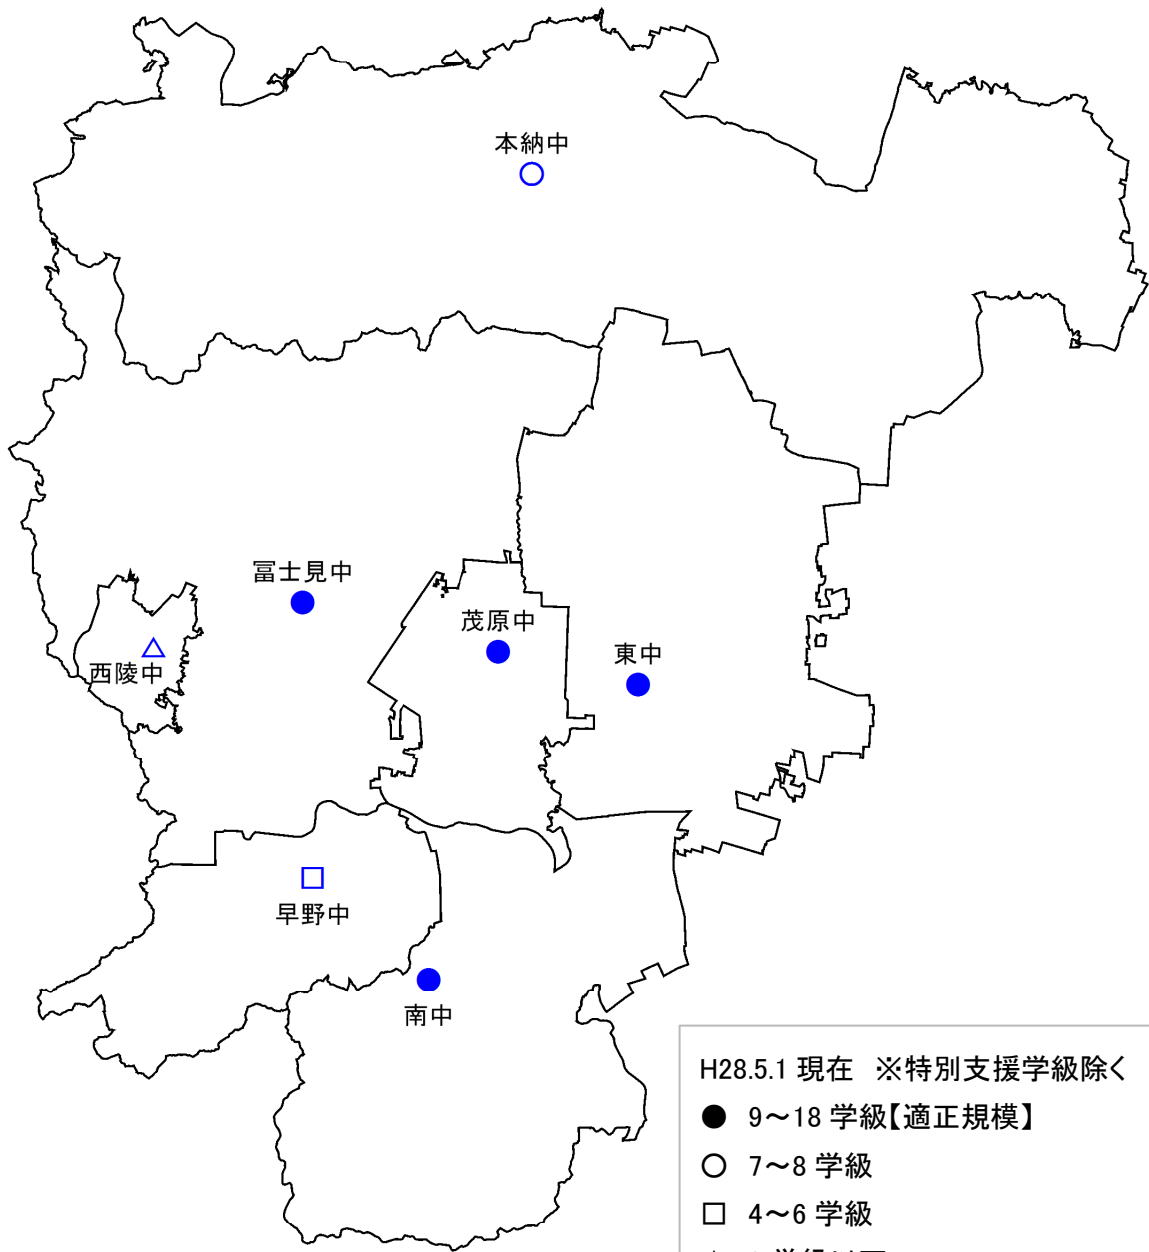 本納中
冨士見中
茂原中
東中
西陵中
早野中
南中
H28.5.1 現在 ※特別支援学級除く
● 9～18 学級【適正規模】
○ 7～8 学級
□ 4～6 学級